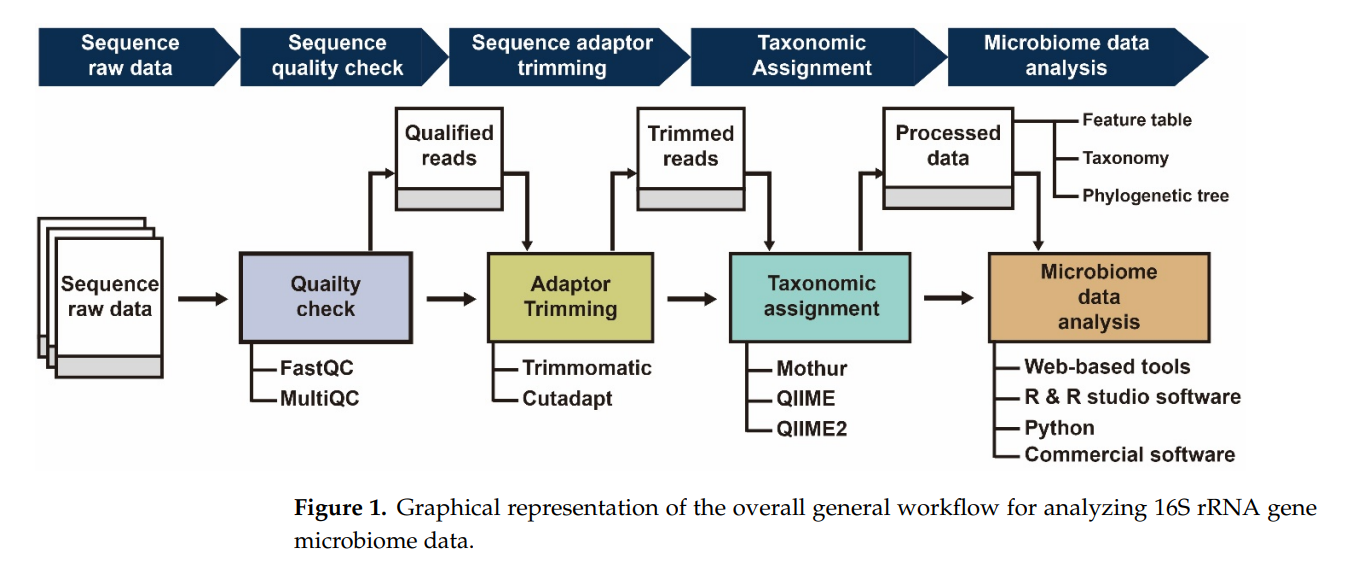 Sequence
raw data
Sequence
quality check
Sequence adaptor
trimming
Taxonomic
Assignment
Microbiome data
analysis
Qualified
reads
Trimmed
reads
Processed
data
Feature table
Taxonomy
Phylogenetic tree
Sequence
raw data
Quailty
check
Adaptor
Trimming
Taxonomic
assignment
Microbiome
data
analysis
FastQC
MultiQC
Trimmomatic
Cutadapt
Mothur
QIIME
QIIME2
Web-based tools
R & R studio software
Python
Commercial software
Figure 1. Graphical representation of the overall general workflow for analyzing 16S rRNA gene
microbiome data.